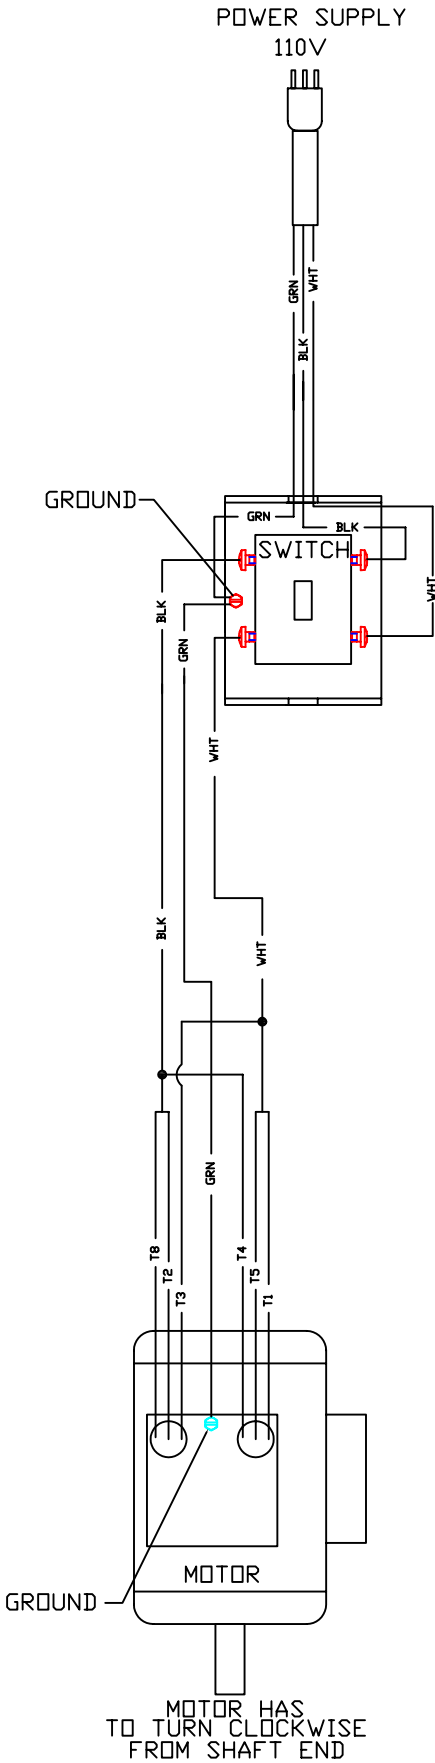 POWER SUPPLY
110V
GRN
WHT
BLK
GROUND
GRN
BLK
SWITCH
WHT
BLK
GRN
WHT
BLK
WHT
GRN
T8
T4
T2
T5
T3
T1
MOTOR
GROUND
MOTOR HAS
TO TURN CLOCKWISE
FROM SHAFT END